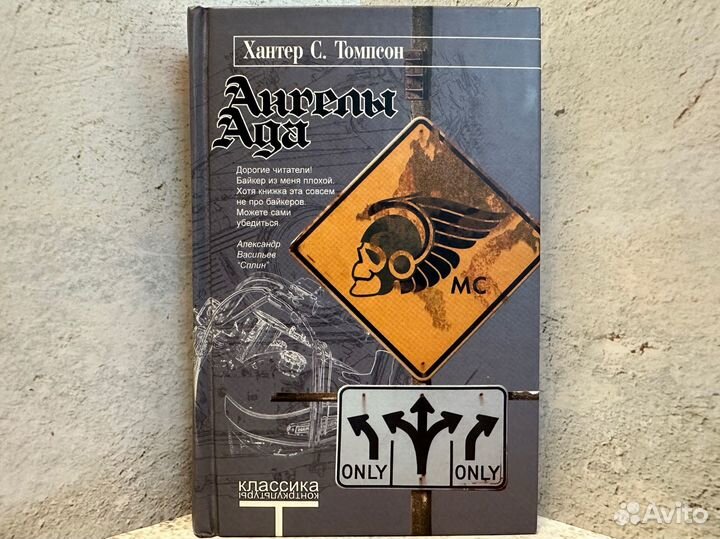 Хантер С. Томпсон
Ангелы
Ада
Дорогие читатели!
Байкер из меня плохой.
Хотя книжка эта совсем
не про байкеров.
Можете сами
убедиться.
Александр
Васильев
"Сплин"
MC
ONLY
ONLY
классика
контркультуры
Avito